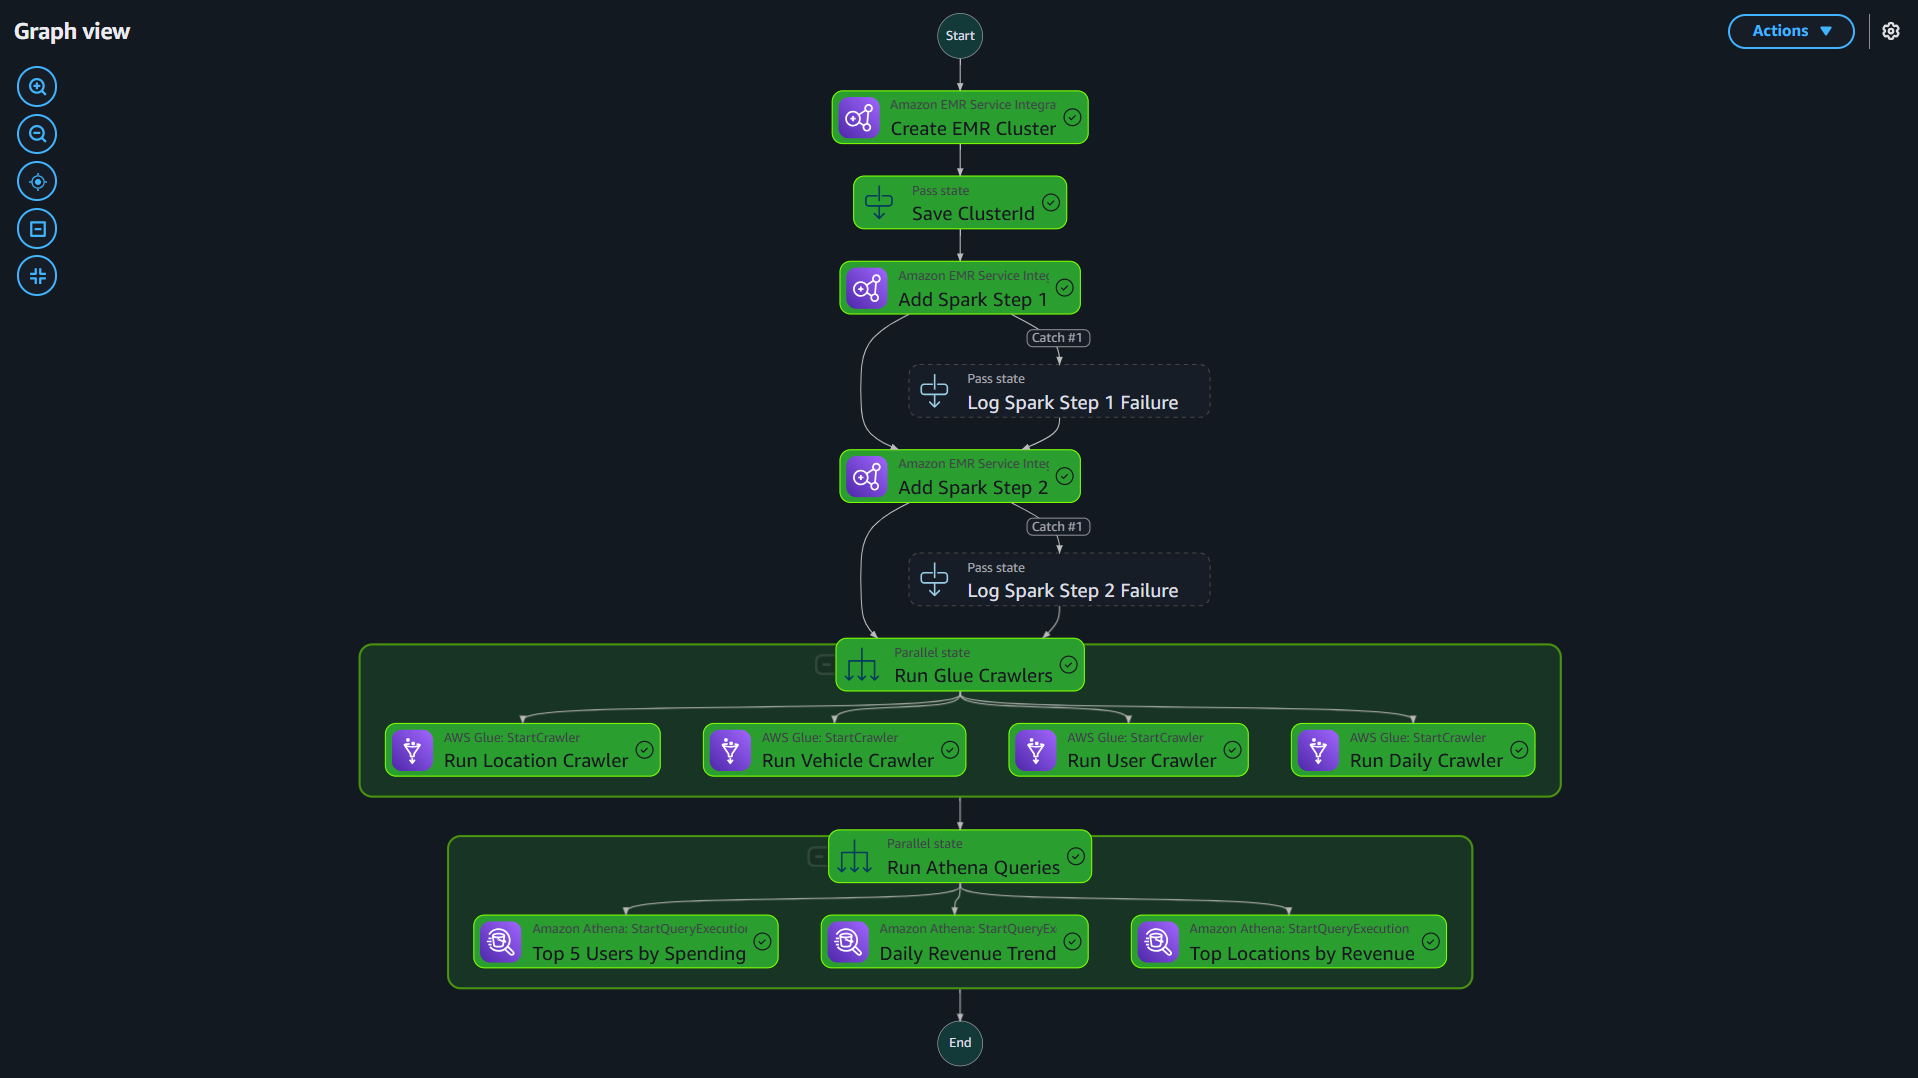 Graph view
Actions
Start
Amazon EMR Service Integra
Create EMR Cluster
Pass state
Save ClusterId
Amazon EMR Service Integ
Add Spark Step 1
Catch #1
Pass state
Log Spark Step 1 Failure
Amazon EMR Service Integ
Add Spark Step 2
Catch #1
Pass state
Log Spark Step 2 Failure
Parallel state
Run Glue Crawlers
AWS Glue: StartCrawler
Run Location Crawler
AWS Glue: StartCrawler
Run Vehicle Crawler
AWS Glue: StartCrawler
Run User Crawler
AWS Glue: StartCrawler
Run Daily Crawler
Parallel state
Run Athena Queries
Amazon Athena: StartQueryExecution
Top 5 Users by Spending
Amazon Athena: StartQueryEx
Daily Revenue Trend
Amazon Athena: StartQueryExecution
Top Locations by Revenue
End